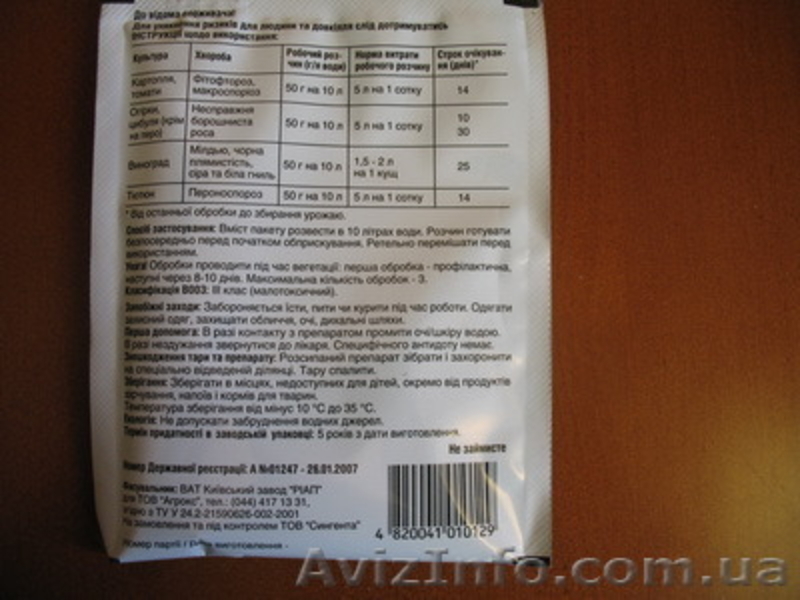 До відома споживача!
Для уникнення ризиків для людини та довкілля слід дотримуватись
ІНСТРУКЦІЇ щодо використання:
Культура Хвороба Робочий роз- Норма витрати Строк очікуван-
чин (г/л води) робочого розчину ня (днів)*
Картопля, Фітофтороз, 50 г на 10 л 5 л на 1 сотку 14
томати макроспоріоз
Огірки, Несправжня 50 г на 10 л 5 л на 1 сотку 10
цибуля (крім борошниста 30
на перо) роса
Виноград Мілдью, чорна 50 г на 10 л 1,5 - 2 л 25
плямистість, на 1 кущ
сіра та біла гниль
Тютюн Пероноспороз 50 г на 10 л 5 л на 1 сотку 14
* Від останньої обробки до збирання урожаю.
Спосіб застосування: Вміст пакету розвести в 10 літрах води. Розчин готувати
безпосередньо перед початком обприскування. Ретельно перемішати перед
використанням.
Увага! Обробки проводити під час вегетації: перша обробка - профілактична,
наступні через 8-10 днів. Максимальна кількість обробок - 3.
Класифікація ВООЗ: III клас (малотоксичний).
Запобіжні заходи: Забороняється їсти, пити чи курити під час роботи. Одягати
захисний одяг, захищати обличчя, очі, дихальні шляхи.
Перша допомога: В разі контакту з препаратом промити очі/шкіру водою.
В разі нездужання звернутися до лікаря. Специфічного антидоту немає.
Знешкодження тари та препарату: Розсипаний препарат зібрати і захоронити
на спеціально відведеній ділянці. Тару спалити.
Зберігання: Зберігати в місцях, недоступних для дітей, окремо від продуктів
харчування, напоїв і кормів для тварин.
Температура зберігання від мінус 10 °С до 35 °С.
Екологія: Не допускати забруднення водних джерел.
Термін придатності в заводській упаковці: 5 років з дати виготовлення.
Не займисте
Номер Державної реєстрації: А №01247 - 26.01.2007
Фасувальник: ВАТ Київський завод "РІАП"
для ТОВ "Агрокс", тел.: (044) 417 13 31,
згідно з ТУ У 24.2-21590626-002-2001
На замовлення та під контролем ТОВ "Сингента"
4 820041 010129
Номер партії / Дата виготовлення -
AvizInfo.com.ua